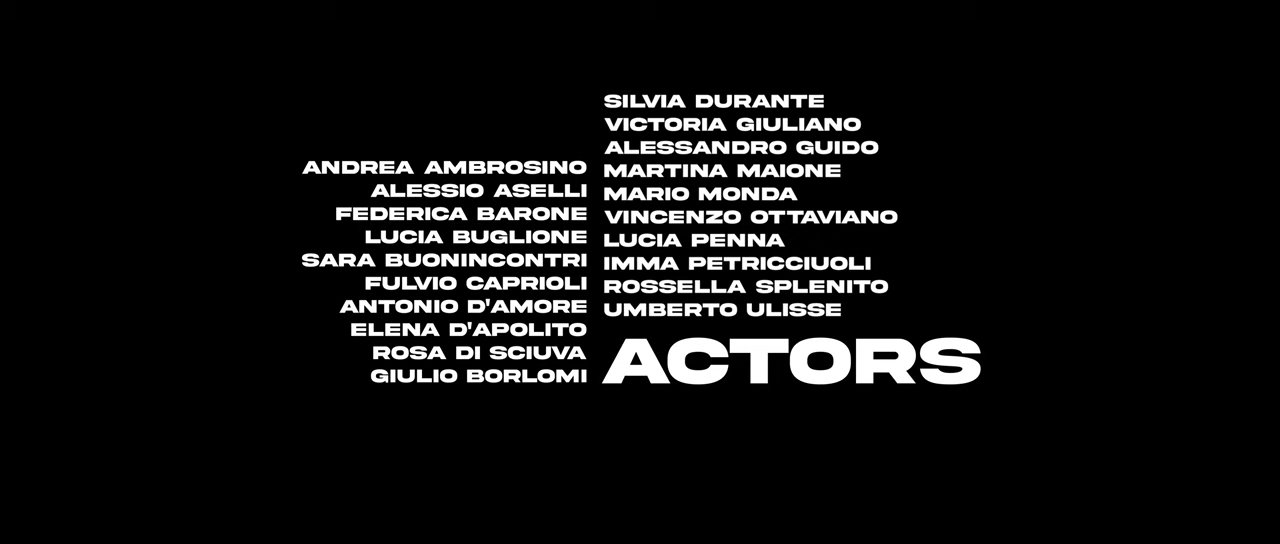 ANDREA AMBROSINO
ALESSIO ASELLI
FEDERICA BARONE
LUCIA BUGLIONE
SARA BUONINCONTRI
FULVIO CAPRIOLI
ANTONIO D'AMORE
ELENA D'APOLITO
ROSA DI SCIUVA
GIULIO BORLOMI
SILVIA DURANTE
VICTORIA GIULIANO
ALESSANDRO GUIDO
MARTINA MAIONE
MARIO MONDA
VINCENZO OTTAVIANO
LUCIA PENNA
IMMA PETRICCIUOLI
ROSSELLA SPLENITO
UMBERTO ULISSE
ACTORS